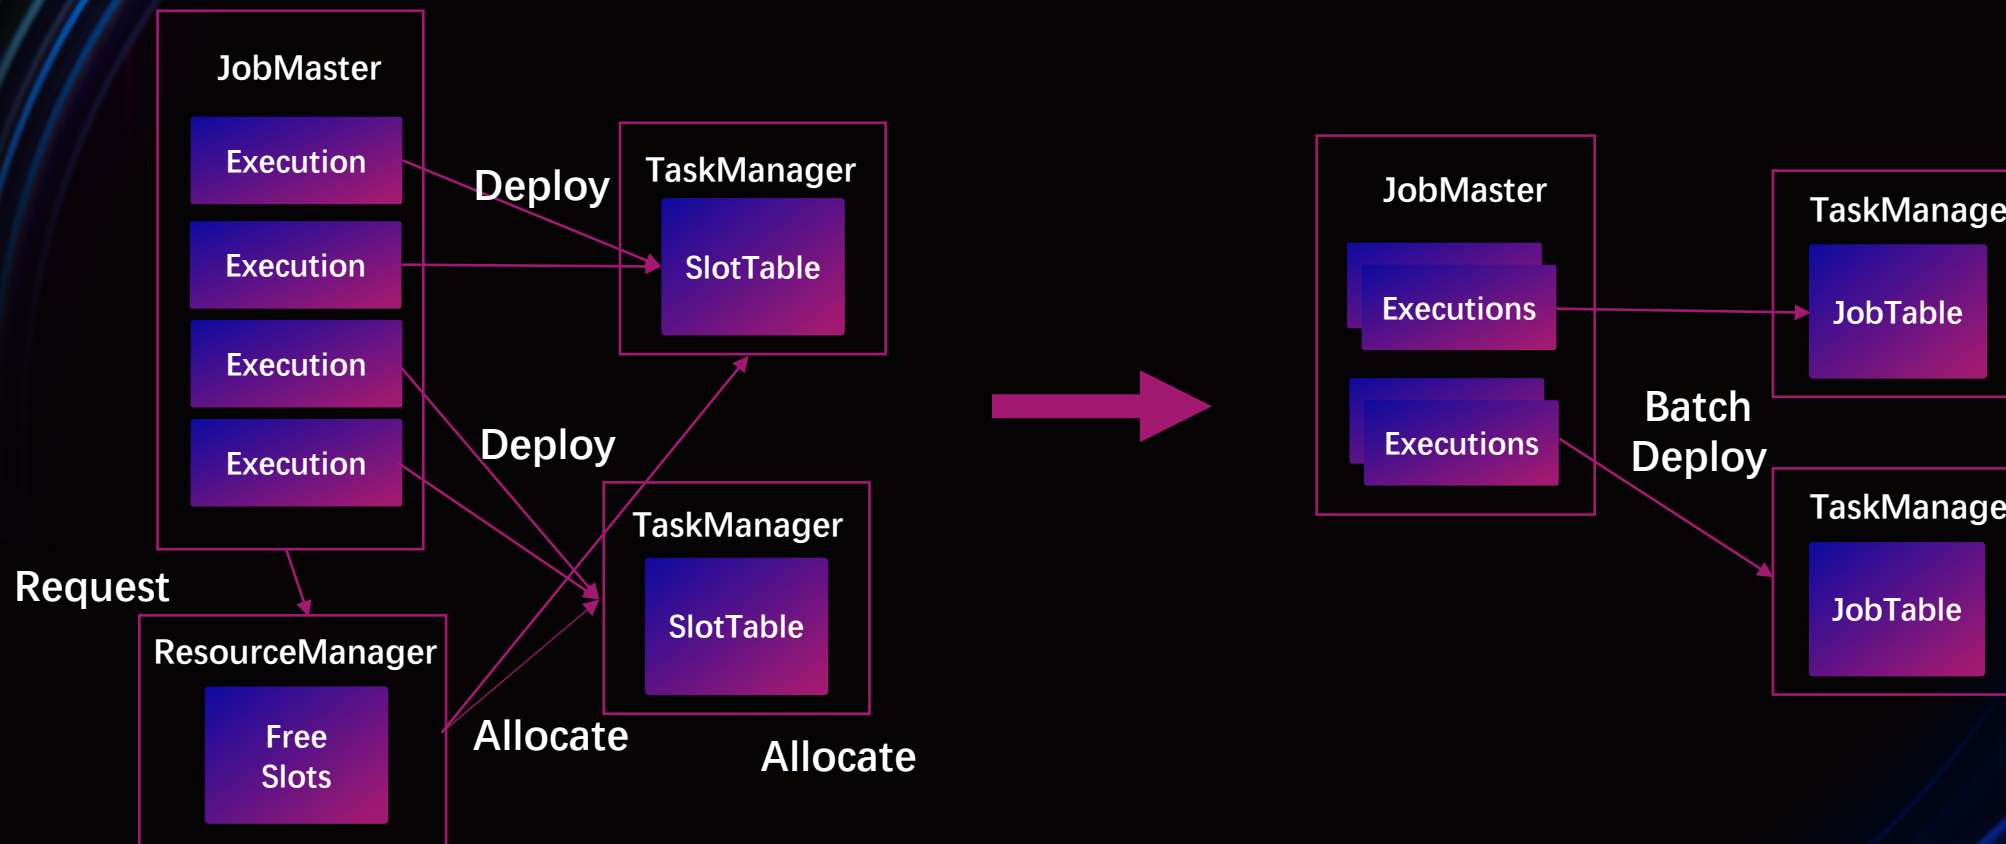 JobMaster
Execution
Execution
Execution
Execution
Deploy
TaskManager
SlotTable
Deploy
TaskManager
SlotTable
Request
ResourceManager
Free
Slots
Allocate
Allocate
JobMaster
Executions
Executions
Batch
Deploy
TaskManage
JobTable
TaskManage
JobTable